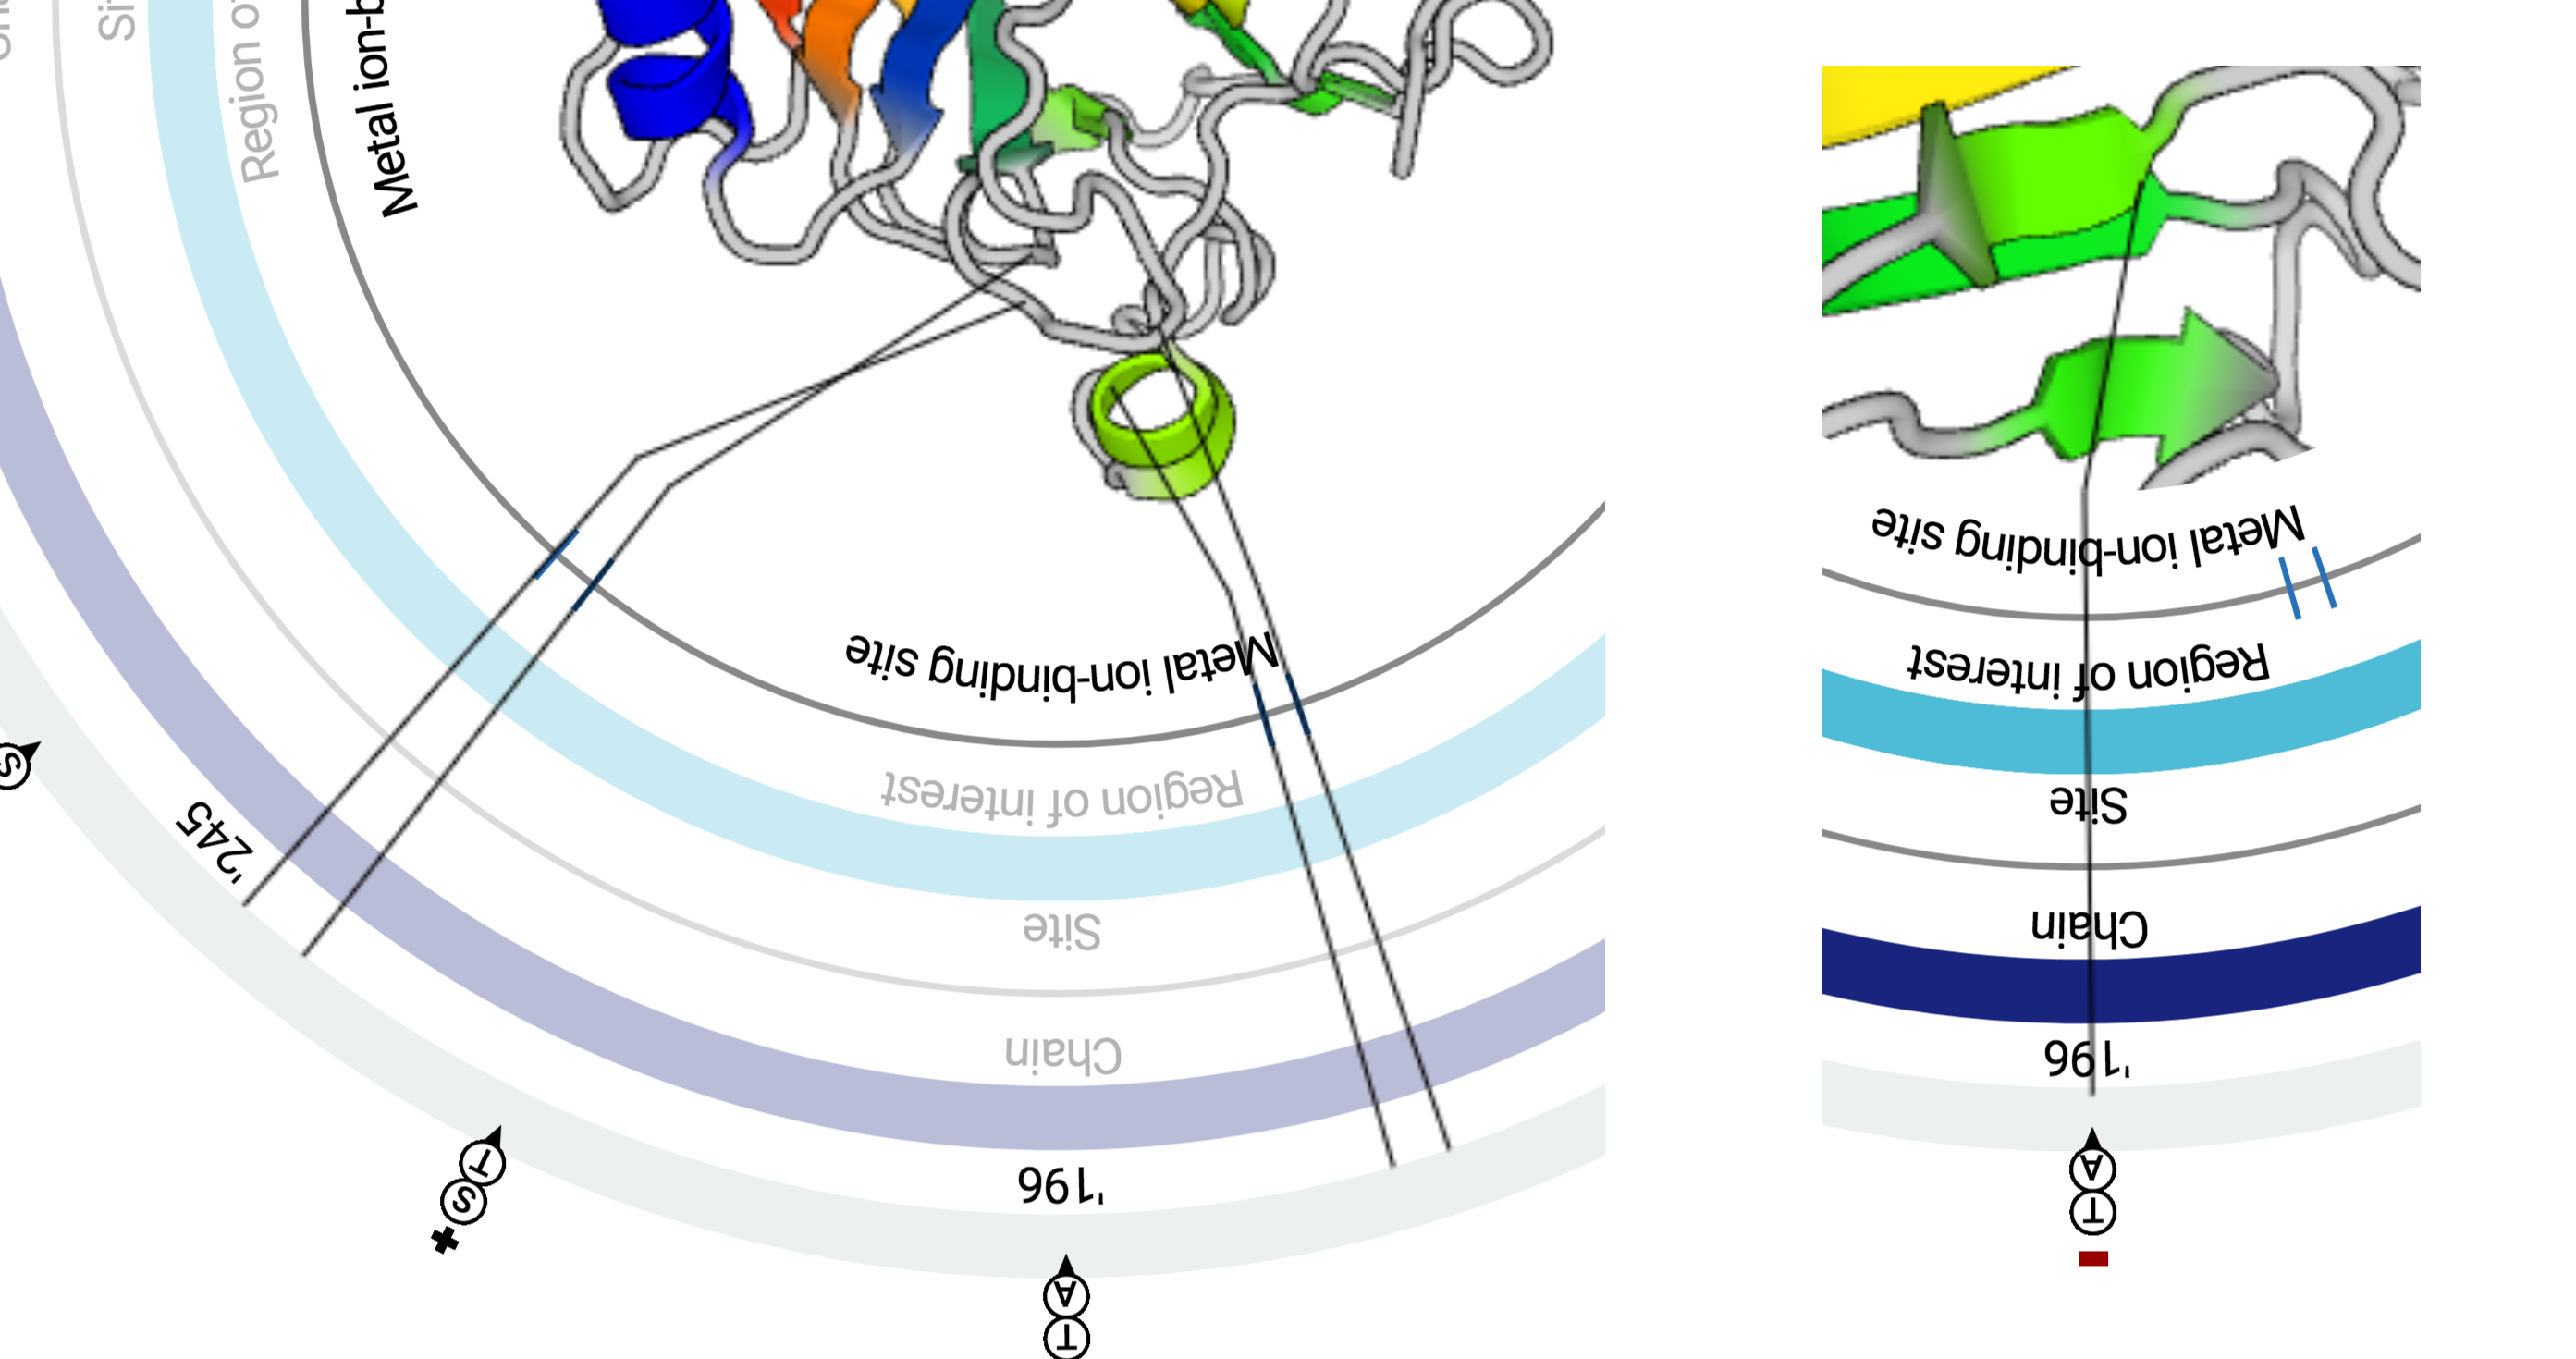 Si
Region o
Metal ion-b
Metal ion-binding site
Region of interest
Site
Chain
'196
'245
S
T
S
+
A
T
Metal ion-binding site
Region of interest
Site
Chain
'196
A
T
-